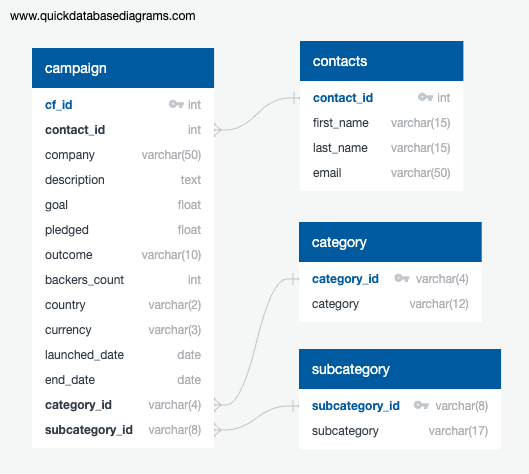 www.quickdatabasediagrams.com
campaign
cf_id int
contact_id int
company varchar(50)
description text
goal float
pledged float
outcome varchar(10)
backers_count int
country varchar(2)
currency varchar(3)
launched_date date
end_date date
category_id varchar(4)
subcategory_id varchar(8)
contacts
contact_id int
first_name varchar(15)
last_name varchar(15)
email varchar(50)
category
category_id varchar(4)
category varchar(12)
subcategory
subcategory_id varchar(8)
subcategory varchar(17)